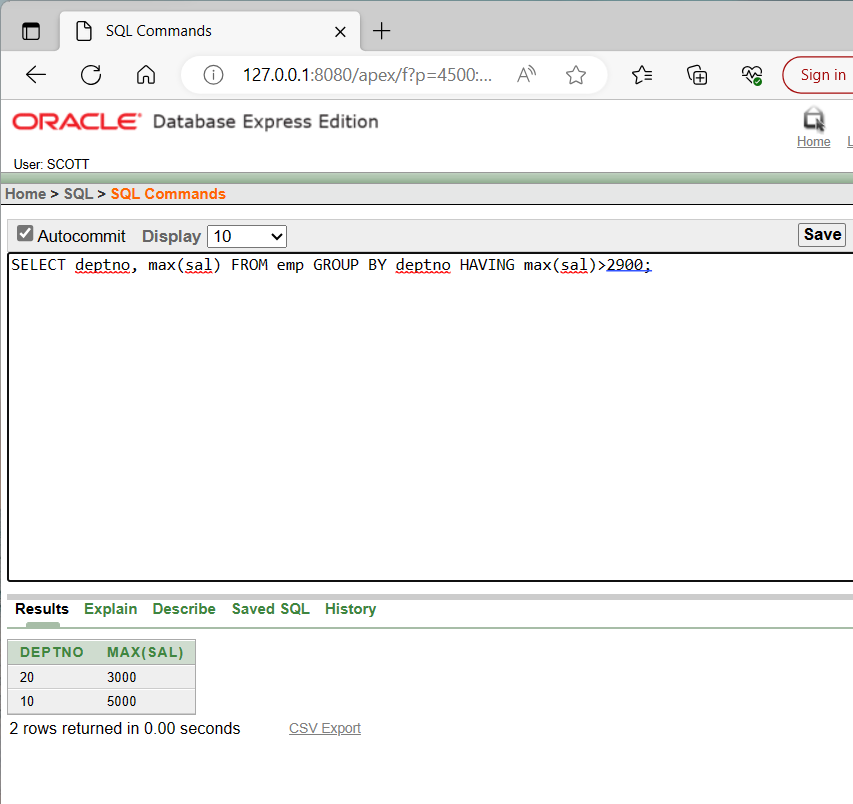 SQL Commands
127.0.0.1:8080/apex/f?p=4500:...
Sign in
ORACLE Database Express Edition
Home
User: SCOTT
Home > SQL > SQL Commands
Autocommit Display 10 Save
SELECT deptno, max(sal) FROM emp GROUP BY deptno HAVING max(sal)>2900;
Results Explain Describe Saved SQL History
DEPTNO MAX(SAL)
20 3000
10 5000
2 rows returned in 0.00 seconds CSV Export